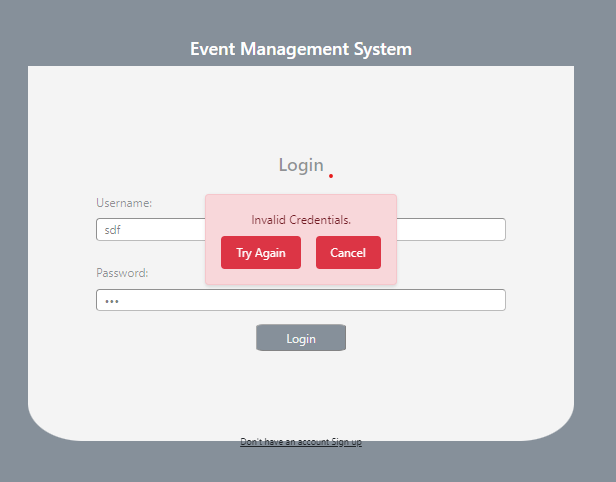 Event Management System
Login
Username:
sdf
Invalid Credentials.
Try Again Cancel
Password:
•••
Login
Don't have an account Sign up